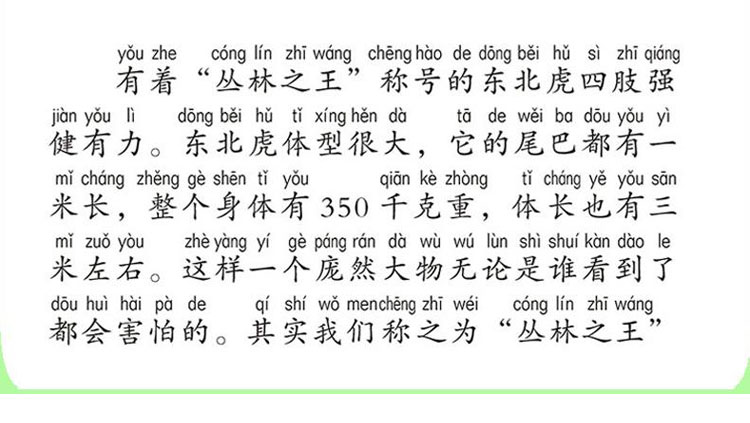 yǒu zhe cóng lín zhī wáng chēng hào de dōng běi hǔ sì zhī qiáng
有着“丛林之王”称号的东北虎四肢强
jiàn yǒu lì dōng běi hǔ tǐ xíng hěn dà tā de wěi ba dōu yǒu yì
健有力。东北虎体型很大，它的尾巴都有一
mǐ cháng zhěng gè shēn tǐ yǒu qiān kè zhòng tǐ cháng yě yǒu sān
米长，整个身体有350千克重，体长也有三
mǐ zuǒ yòu zhè yàng yí gè páng rán dà wù wú lùn shì shuí kàn dào le
米左右。这样一个庞然大物无论是谁看到了
dōu huì hài pà de qí shí wǒ men chēng zhī wéi cóng lín zhī wáng
都会害怕的。其实我们称之为“丛林之王”